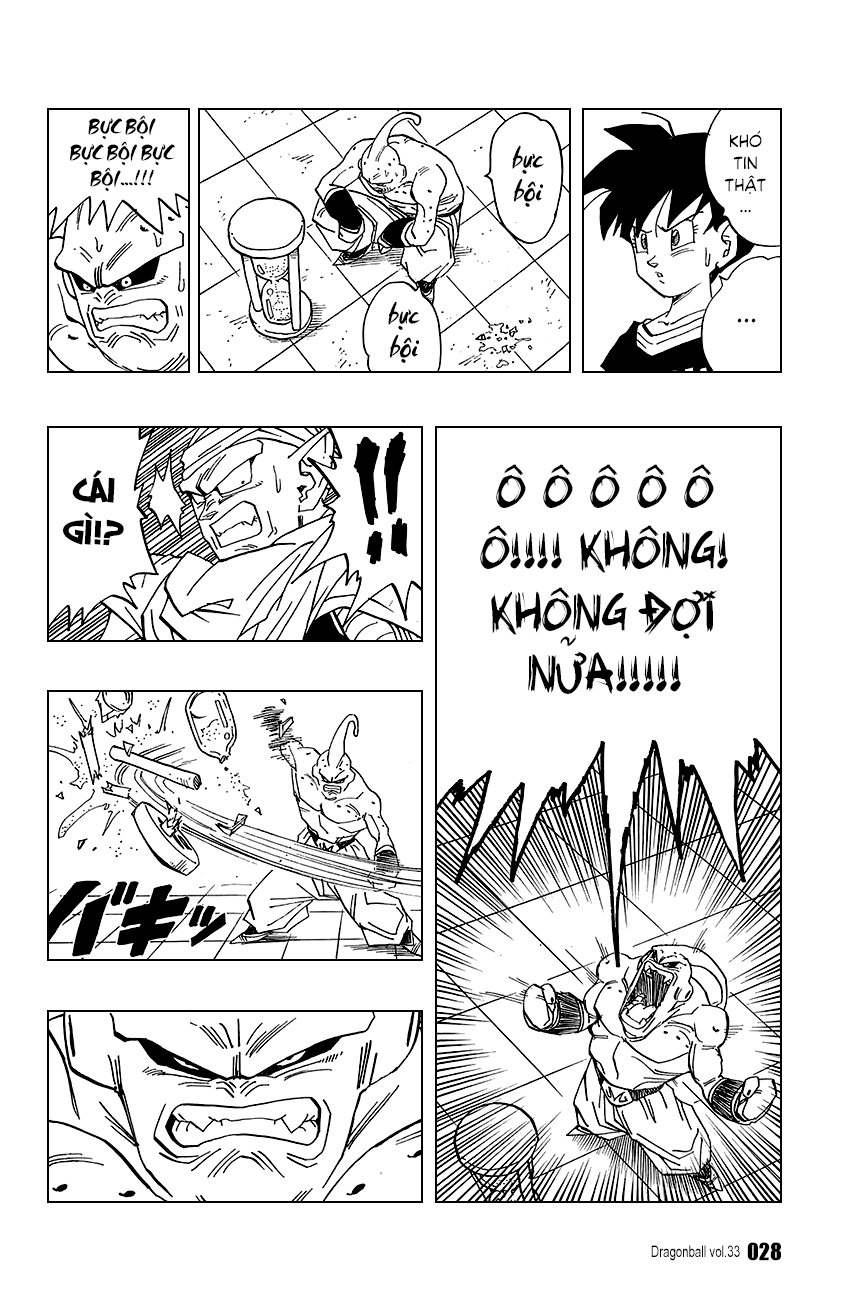 KHÓ
TIN
THẬT
...
...
bực
bội
bực
bội
BỰC BỘI
BỰC BỘI BỰC
BỘI....!!!
Ô Ô Ô Ô Ô
Ô!!!! KHÔNG!
KHÔNG ĐỢI
NỮA!!!!!
!!
CÁI
GÌ!?
バキッ
Dragonball vol.33 028